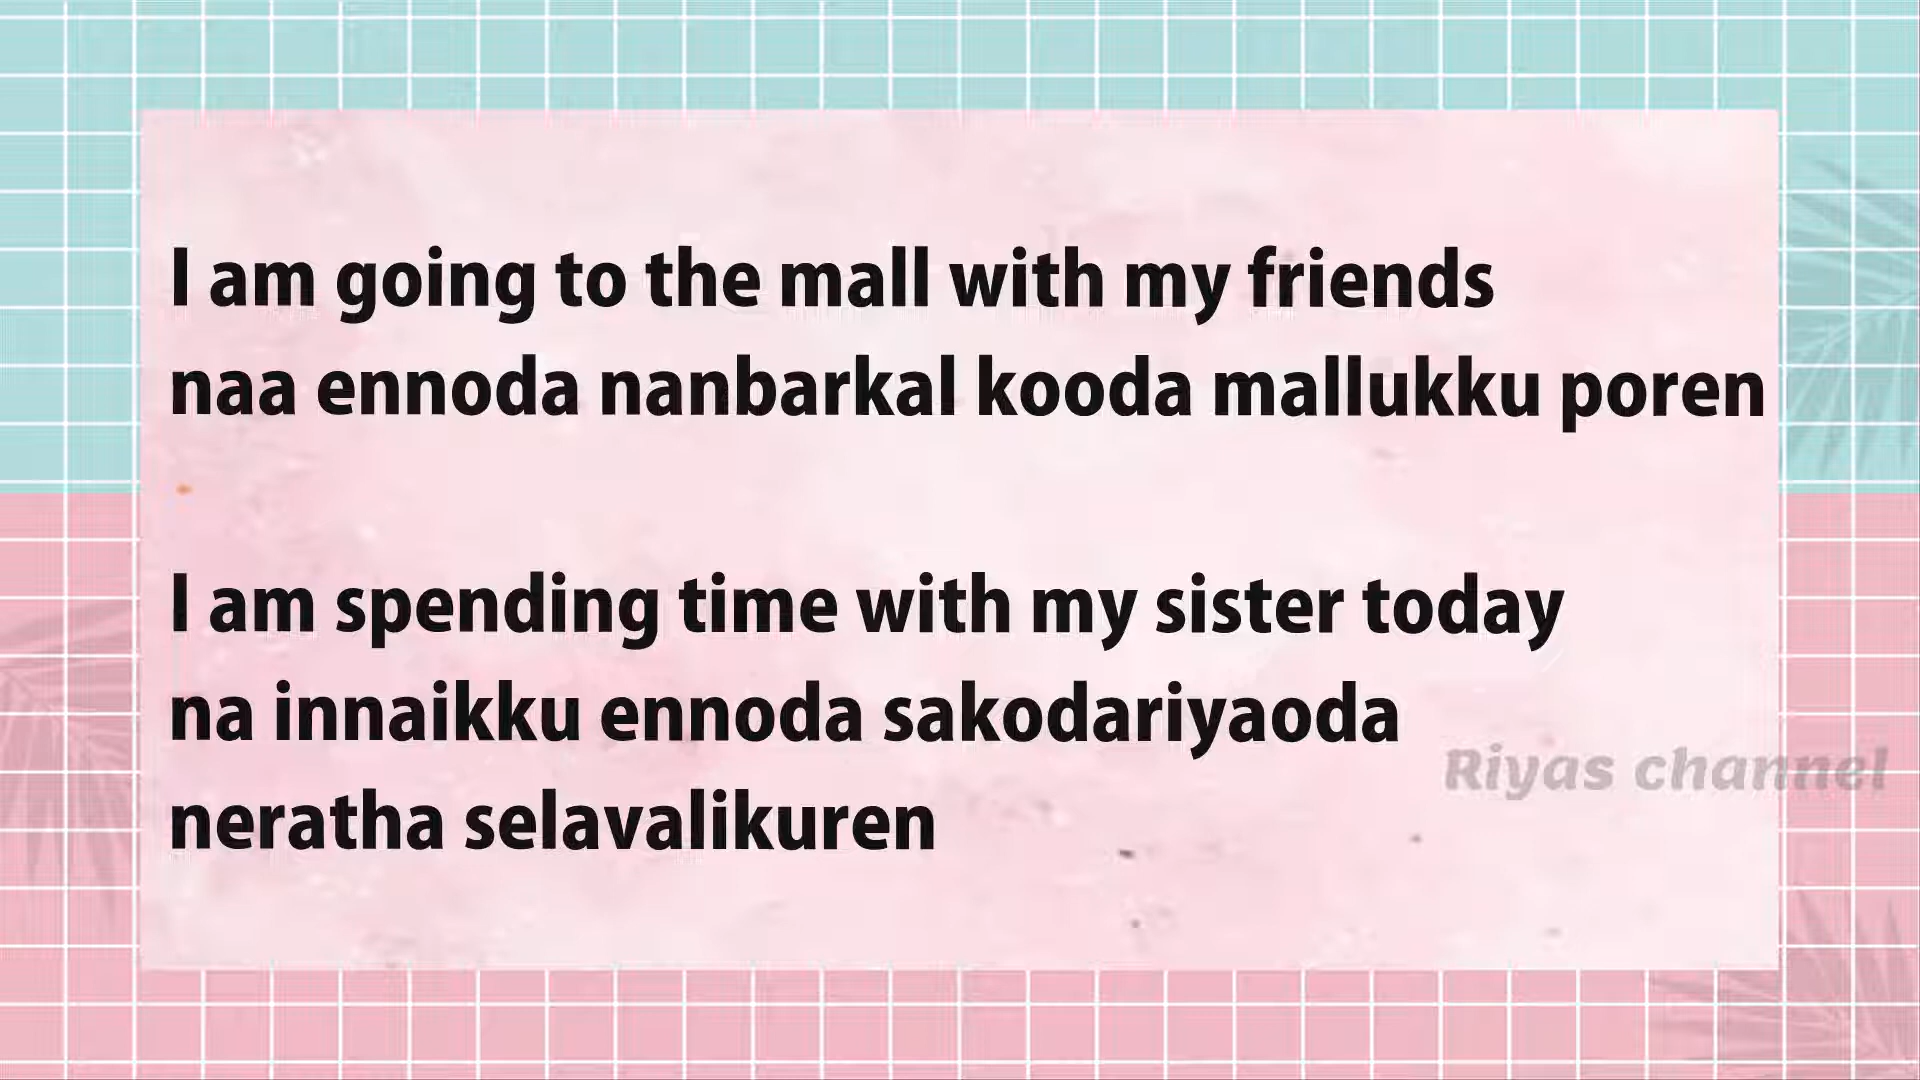 I am going to the mall with my friends
naa ennoda nanbarkal kooda mallukku poren
I am spending time with my sister today
na innaikku ennoda sakodariyaoda
neratha selavalikuren
Riyas channel